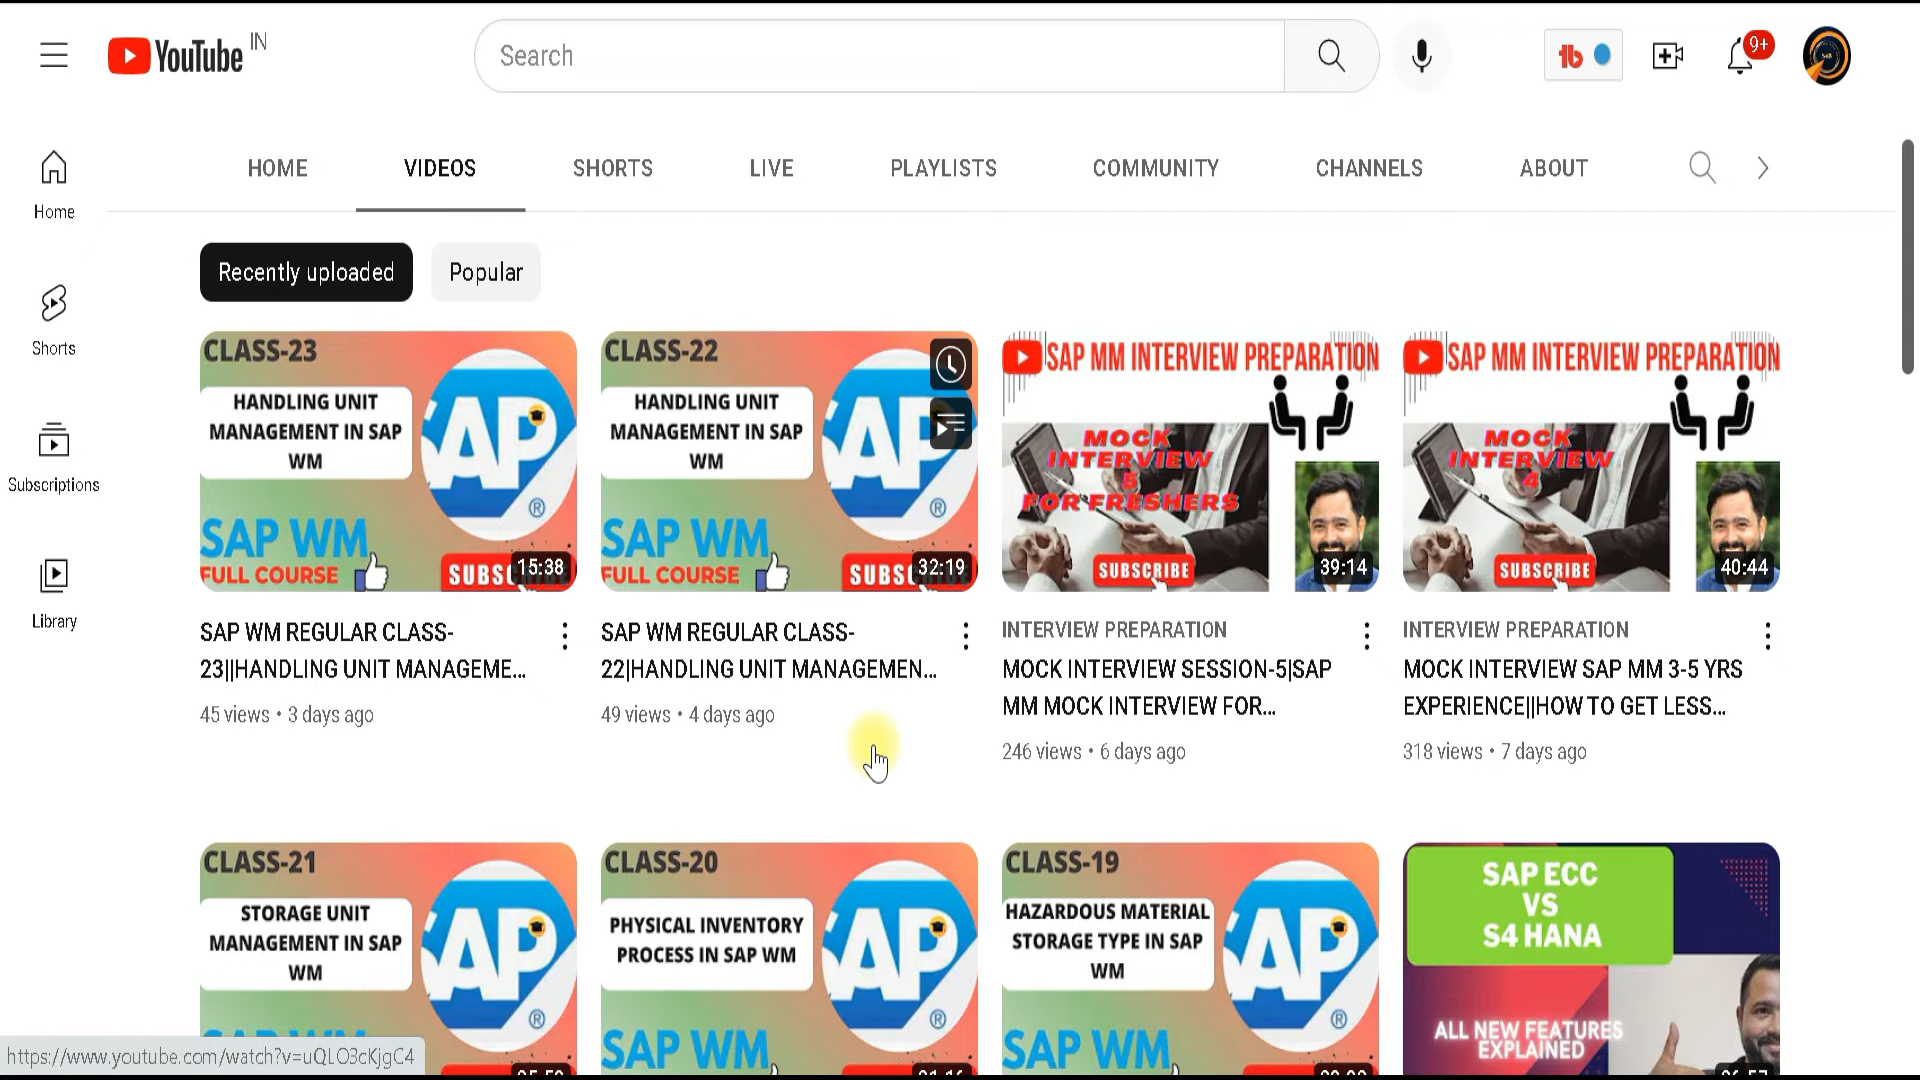 YouTube IN
Search
9+
HOME VIDEOS SHORTS LIVE PLAYLISTS COMMUNITY CHANNELS ABOUT
Home
Shorts
Subscriptions
Library
Recently uploaded Popular
CLASS-23
HANDLING UNIT
MANAGEMENT IN SAP
WM
SAP
®
SAP WM
FULL COURSE
15:38
SAP WM REGULAR CLASS-
23||HANDLING UNIT MANAGEME...
45 views • 3 days ago
CLASS-22
HANDLING UNIT
MANAGEMENT IN SAP
WM
SAP
®
SAP WM
FULL COURSE
32:19
SAP WM REGULAR CLASS-
22|HANDLING UNIT MANAGEMEN...
49 views • 4 days ago
SAP MM INTERVIEW PREPARATION
MOCK
INTERVIEW
5
FOR FRESHERS
SUBSCRIBE
39:14
INTERVIEW PREPARATION
MOCK INTERVIEW SESSION-5|SAP
MM MOCK INTERVIEW FOR...
246 views • 6 days ago
SAP MM INTERVIEW PREPARATION
MOCK
INTERVIEW
4
SUBSCRIBE
40:44
INTERVIEW PREPARATION
MOCK INTERVIEW SAP MM 3-5 YRS
EXPERIENCE||HOW TO GET LESS...
318 views • 7 days ago
CLASS-21
STORAGE UNIT
MANAGEMENT IN SAP
WM
SAP
®
SAP WM
CLASS-20
PHYSICAL INVENTORY
PROCESS IN SAP WM
SAP
®
SAP WM
CLASS-19
HAZARDOUS MATERIAL
STORAGE TYPE IN SAP
WM
SAP
®
SAP WM
SAP ECC
VS
S4 HANA
ALL NEW FEATURES
EXPLAINED
https://www.youtube.com/watch?v=uQLO3cKjgC4